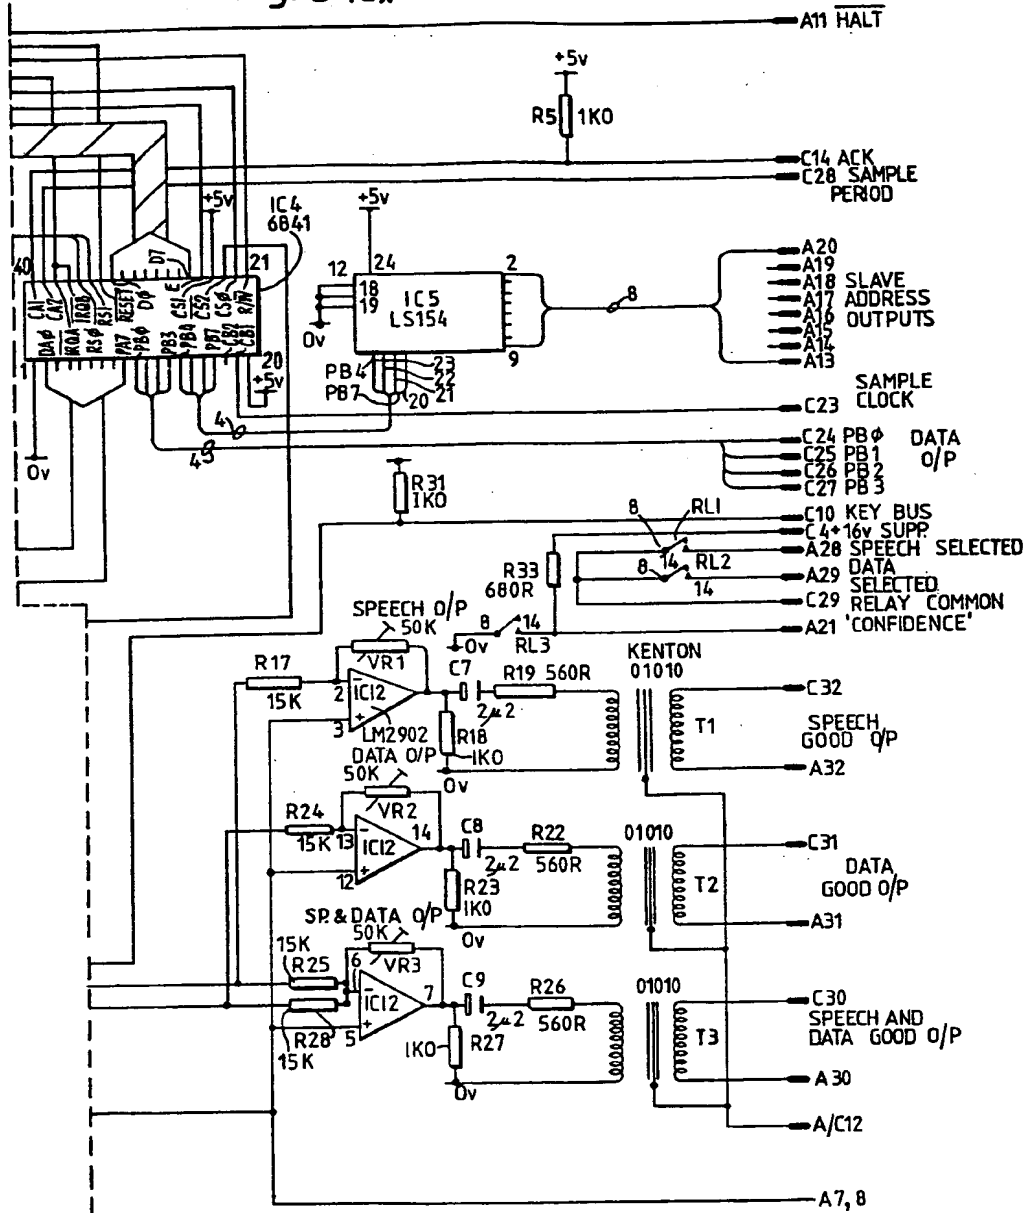 A11 HALT
+5v
R5 1K0
C14 ACK
C28 SAMPLE
PERIOD
+5v
IC4
6841
+5v
D7
40
21
CA1
CA2
IRQA
IRQB
RSØ
RS1
RESET
DØ
E
CS1
CS2
CSØ
R/W
DAØ
PA7
PBØ
PB3
PB4
PB7
CB2
CB1
1
20
+5v
0v
12
24
18
19
IC5
LS154
2
9
0v
PB4
PB7
23
22
21
20
8
A20
A19
A18 SLAVE
A17 ADDRESS
A16 OUTPUTS
A15
A14
A13
4
4
SAMPLE
CLOCK
C23
C24 PBØ DATA
C25 PB1 O/P
C26 PB2
C27 PB3
R31
1K0
C10 KEY BUS
C4+16v SUPP.
8 RL1
14
A28 SPEECH SELECTED
8 RL2
14
A29 DATA
SELECTED
C29 RELAY COMMON
A21 'CONFIDENCE'
R33
680R
8 14
0v RL3
SPEECH O/P
50K
VR1
R17
15K
2
IC12
3
LM2902
C7
2µ2
R19 560R
R18
1K0
0v
KENTON
01010
T1
C32
SPEECH
GOOD O/P
A32
DATA O/P
50K
VR2
R24
15K
13
IC12
14
12
C8
2µ2
R22
560R
R23
1K0
0v
01010
T2
C31
DATA
GOOD O/P
A31
SP. & DATA O/P
50K
VR3
15K
R25
6
IC12
7
5
R28
15K
C9
2µ2
R26
560R
1K0
R27
0v
01010
T3
C30
SPEECH AND
DATA GOOD O/P
A30
A/C12
A7,8